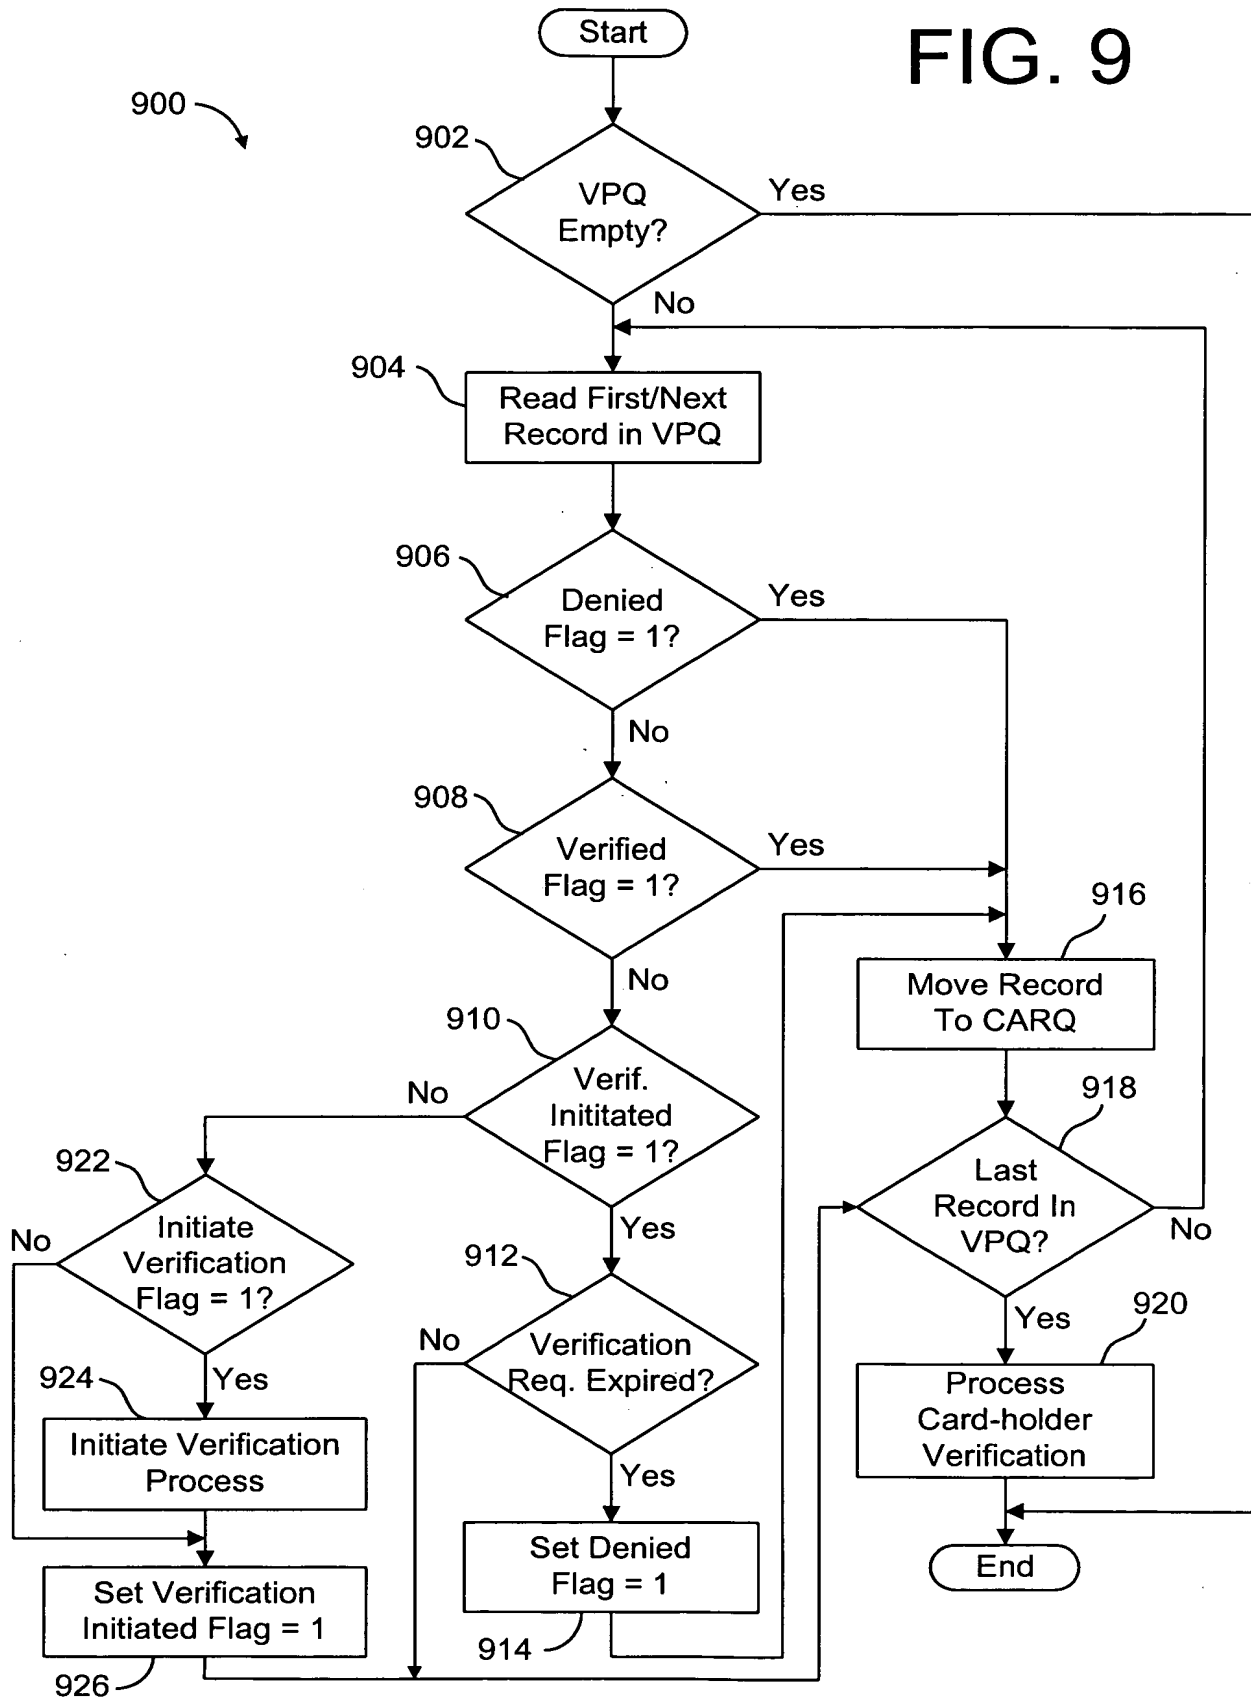 Start
FIG. 9
900
902
VPQ
Empty?
Yes
No
904
Read First/Next
Record in VPQ
906
Denied
Flag = 1?
Yes
No
908
Verified
Flag = 1?
Yes
No
916
Move Record
To CARQ
910
Verif.
Inititated
Flag = 1?
No
Yes
918
Last
Record In
VPQ?
No
Yes
922
Initiate
Verification
Flag = 1?
No
Yes
912
Verification
Req. Expired?
No
Yes
920
Process
Card-holder
Verification
924
Initiate Verification
Process
Set Denied
Flag = 1
914
End
Set Verification
Initiated Flag = 1
926